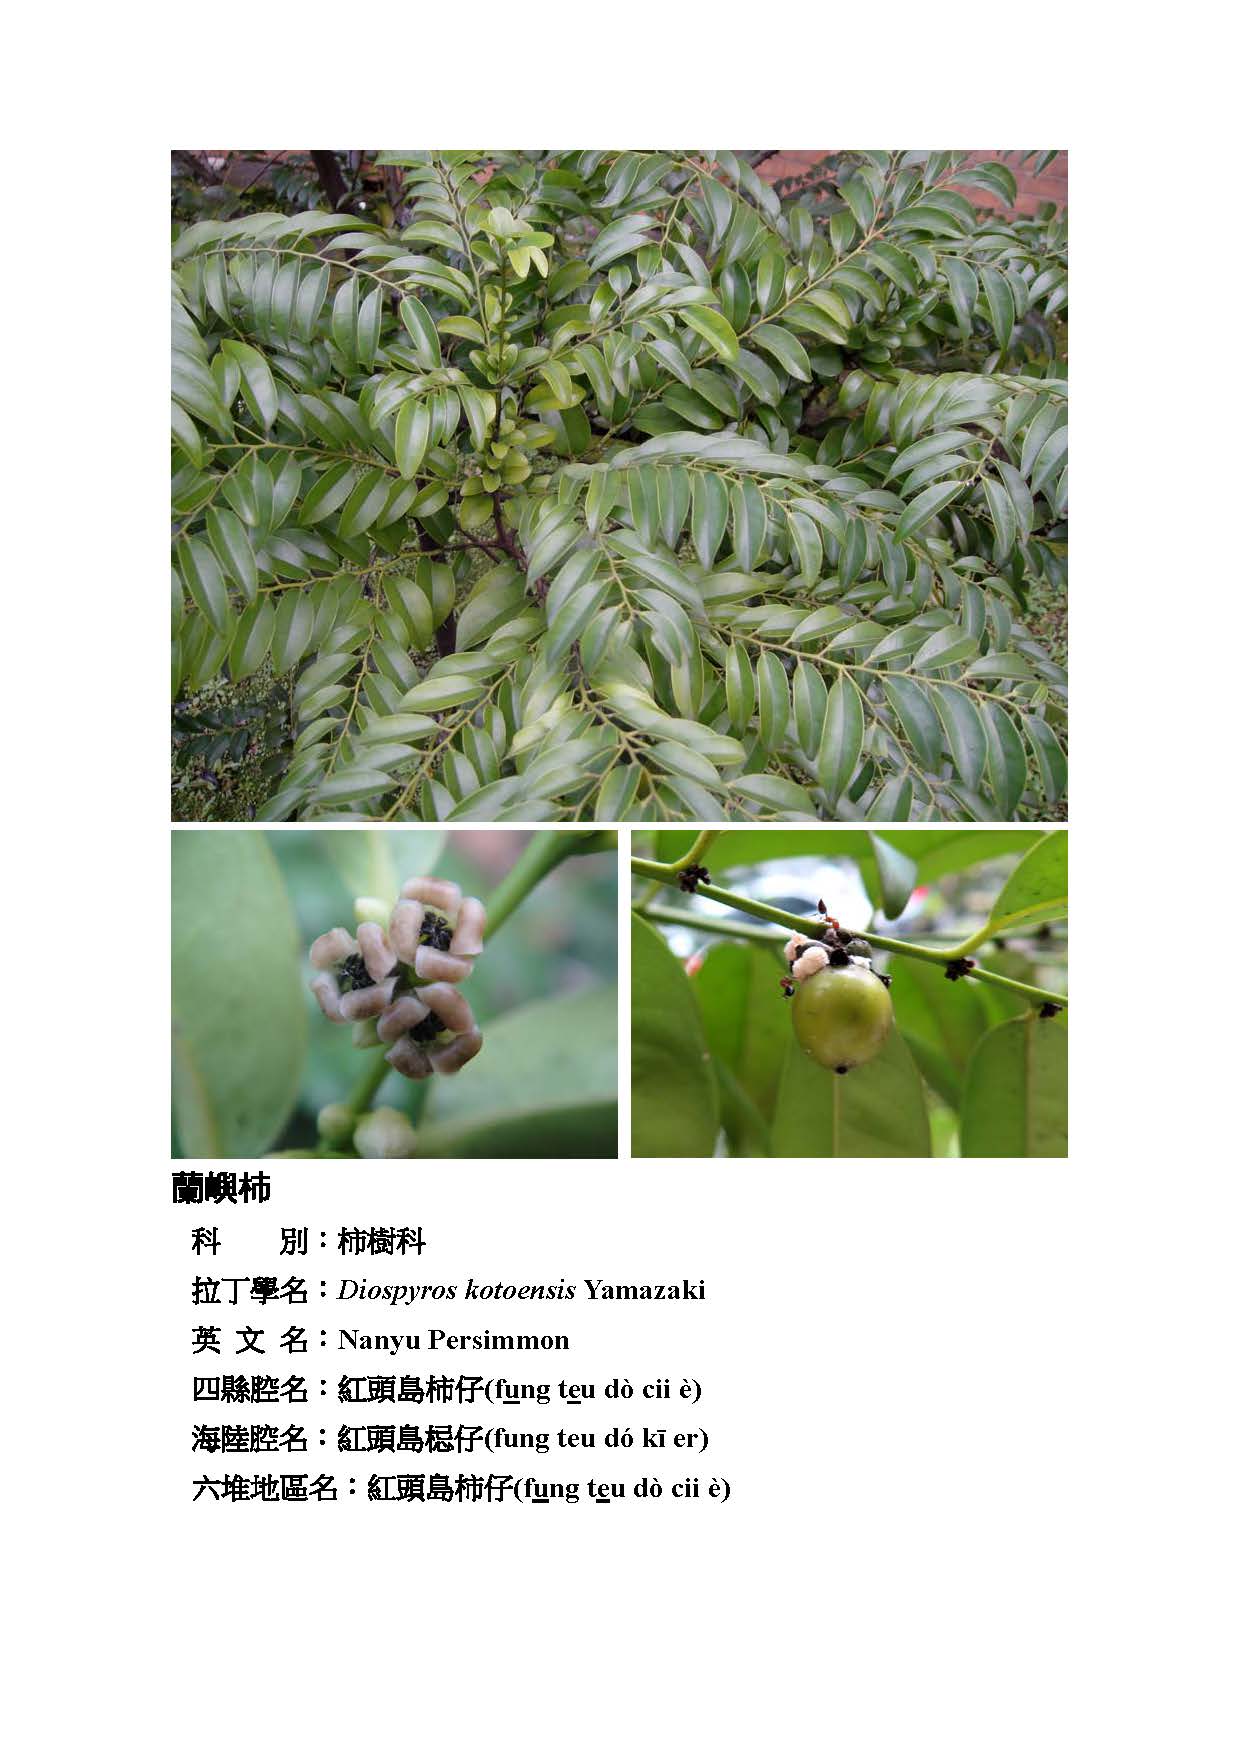 蘭嶼柿
科　　別：柿樹科
拉丁學名：Diospyros kotoensis Yamazaki
英 文 名：Nanyu Persimmon
四縣腔名：紅頭島柿仔(fung teu dò cii è)
海陸腔名：紅頭島梞仔(fung teu dó kī er)
六堆地區名：紅頭島柿仔(fung teu dò cii è)